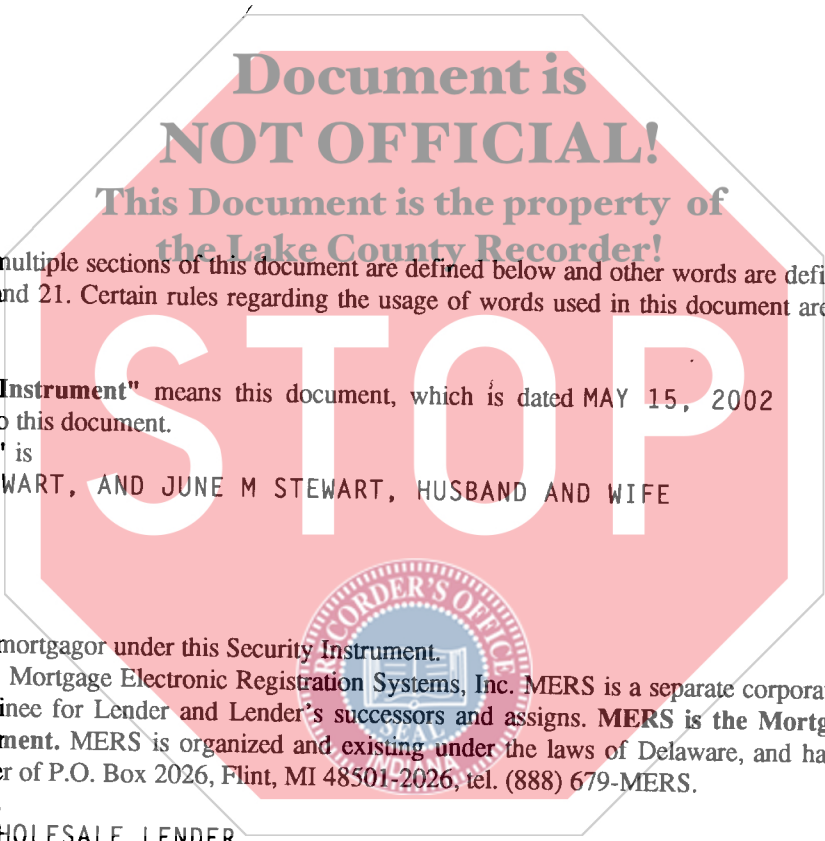 Document is
NOT OFFICIAL!
This Document is the property of
the Lake County Recorder!
multiple sections of this document are defined below and other words are defi
nd 21. Certain rules regarding the usage of words used in this document are
STOP
Instrument" means this document, which is dated MAY 15, 2002
o this document.
" is
WART, AND JUNE M STEWART, HUSBAND AND WIFE
RECORDER'S OFFICE
SEAL
INDIANA
mortgagor under this Security Instrument.
Mortgage Electronic Registration Systems, Inc. MERS is a separate corpora
inee for Lender and Lender's successors and assigns. MERS is the Mortg
ment. MERS is organized and existing under the laws of Delaware, and ha
er of P.O. Box 2026, Flint, MI 48501-2026, tel. (888) 679-MERS.
HOLESALE LENDER